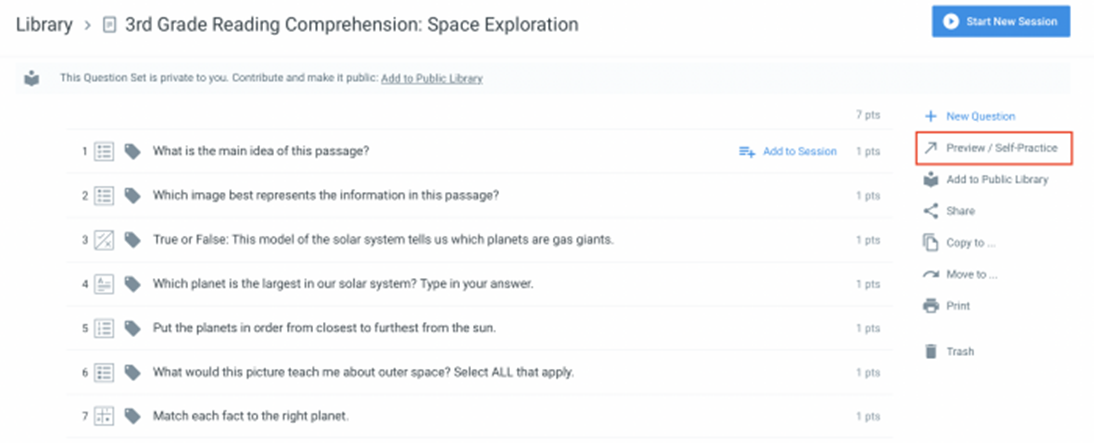 Library > 3rd Grade Reading Comprehension: Space Exploration
Start New Session
This Question Set is private to you. Contribute and make it public: Add to Public Library
7 pts
1 What is the main idea of this passage? Add to Session 1 pts
2 Which image best represents the information in this passage? 1 pts
3 True or False: This model of the solar system tells us which planets are gas giants. 1 pts
4 Which planet is the largest in our solar system? Type in your answer. 1 pts
5 Put the planets in order from closest to furthest from the sun. 1 pts
6 What would this picture teach me about outer space? Select ALL that apply. 1 pts
7 Match each fact to the right planet. 1 pts
New Question
Preview / Self-Practice
Add to Public Library
Share
Copy to ...
Move to ...
Print
Trash